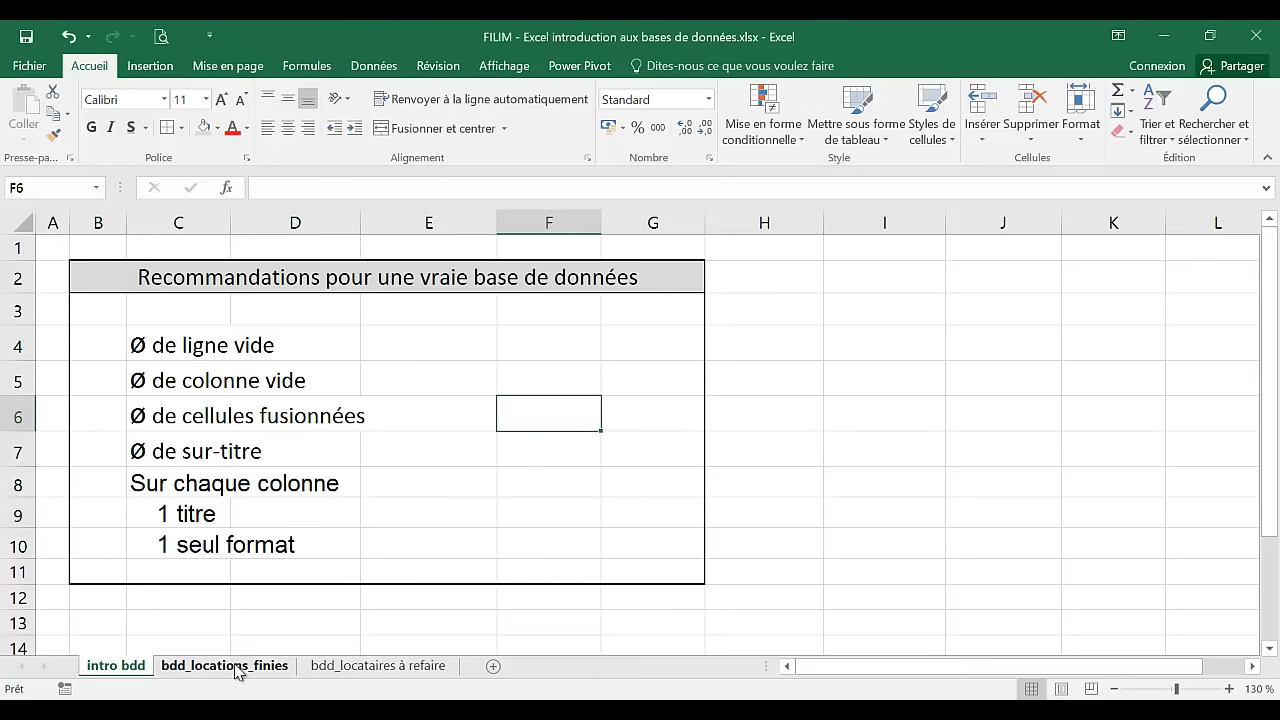 FILIM - Excel introduction aux bases de données.xlsx - Excel
Fichier Accueil Insertion Mise en page Formules Données Révision Affichage Power Pivot Dites-nous ce que vous voulez faire Connexion Partager
Coller
Calibri 11
G I S
Renvoyer à la ligne automatiquement
Fusionner et centrer
Standard
% 000
Mise en forme conditionnelle
Mettre sous forme de tableau
Styles de cellules
Insérer Supprimer Format
Trier et filtrer
Rechercher et sélectionner
Presse-pa... Police Alignement Nombre Style Cellules Édition
F6 fx
A B C D E F G H I J K L
1
2 Recommandations pour une vraie base de données
3
4 Ø de ligne vide
5 Ø de colonne vide
6 Ø de cellules fusionnées
7 Ø de sur-titre
8 Sur chaque colonne
9 1 titre
10 1 seul format
11
12
13
14
intro bdd bdd_locations_finies bdd_locataires à refaire
Prêt 130 %